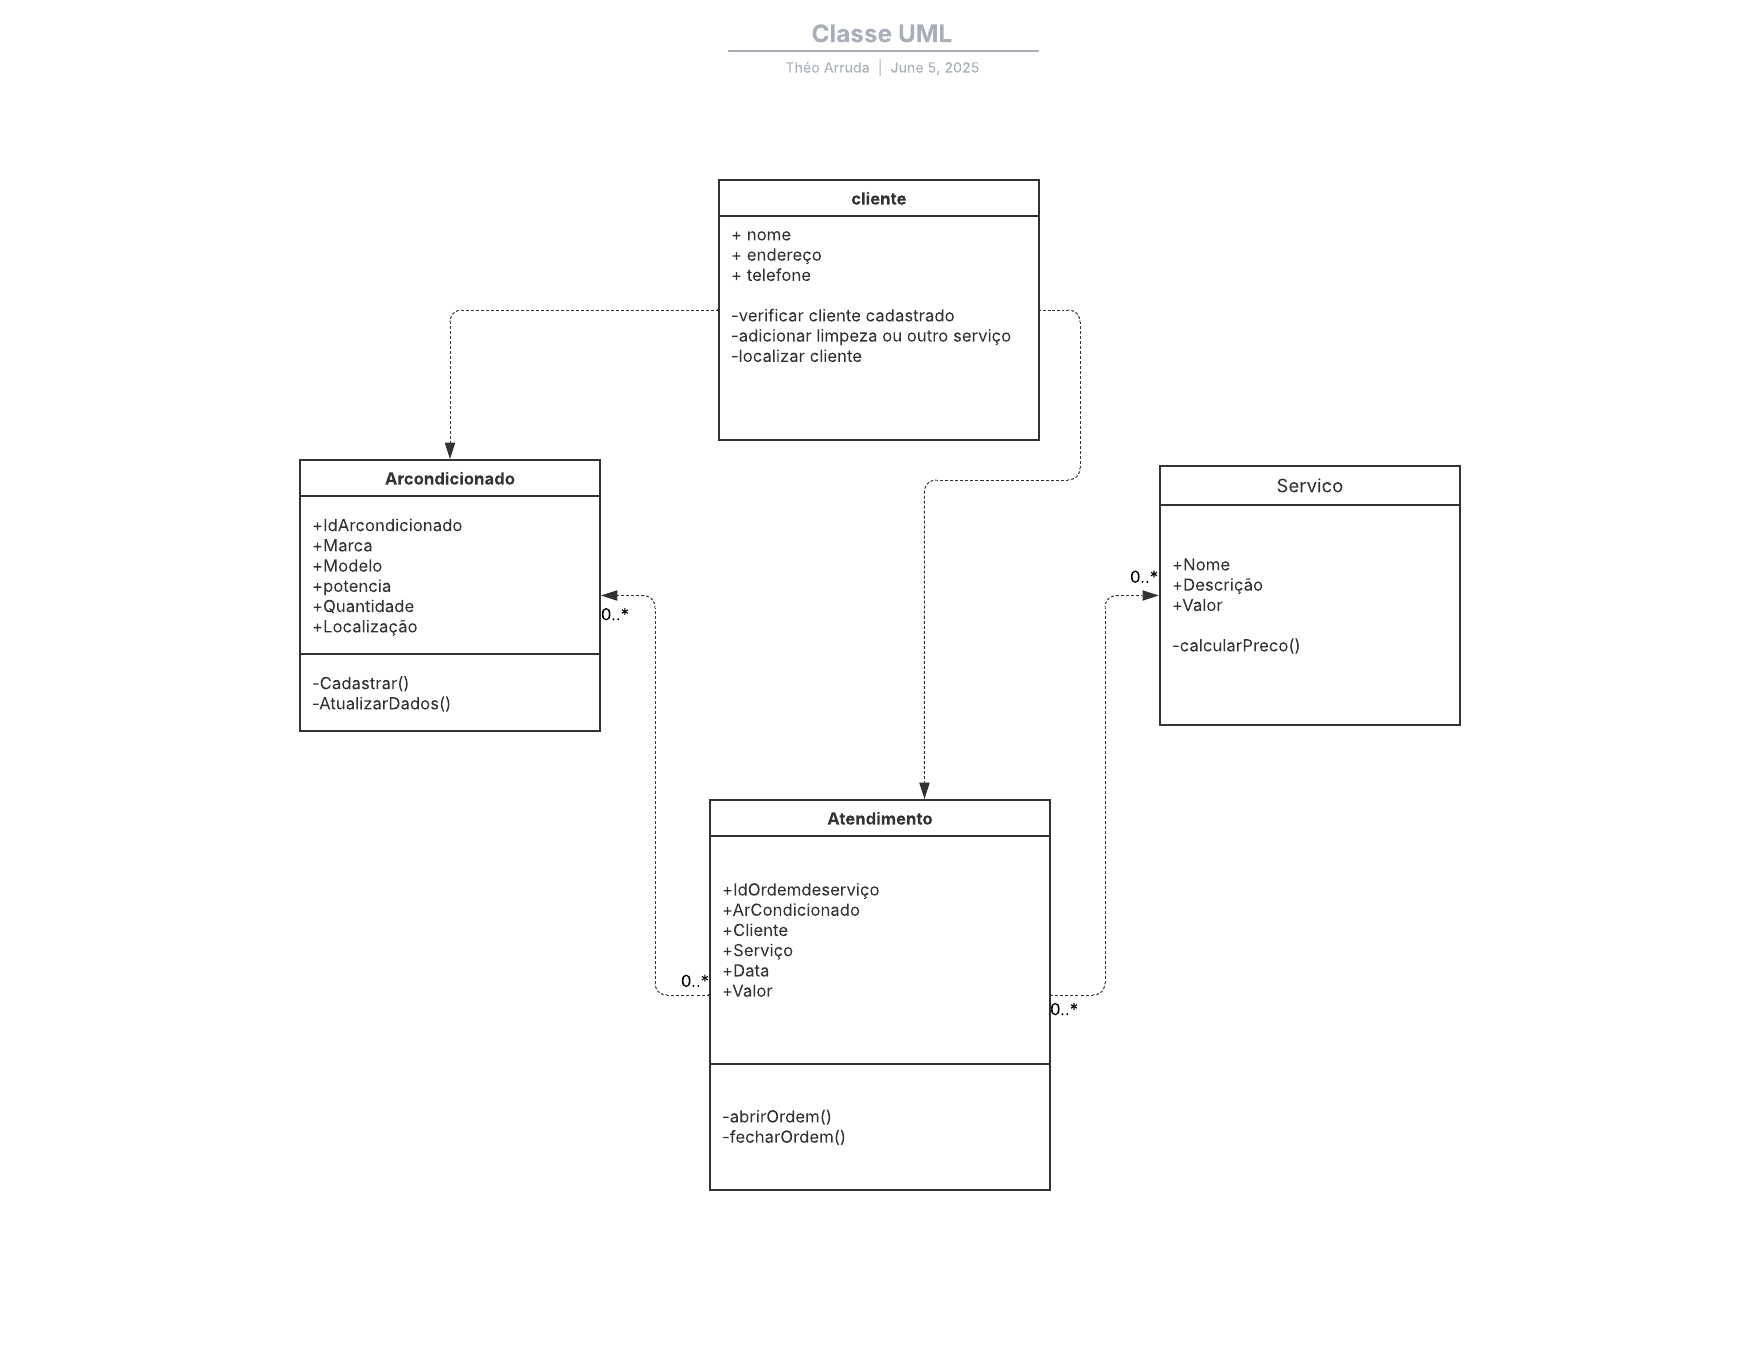 Classe UML
Théo Arruda | June 5, 2025
cliente
+ nome
+ endereço
+ telefone
-verificar cliente cadastrado
-adicionar limpeza ou outro serviço
-localizar cliente
Arcondicionado
+IdArcondicionado
+Marca
+Modelo
+potencia
+Quantidade
+Localização
-Cadastrar()
-AtualizarDados()
0..*
Servico
+Nome
+Descrição
+Valor
-calcularPreco()
0..*
Atendimento
+IdOrdemdeserviço
+ArCondicionado
+Cliente
+Serviço
+Data
+Valor
0..*
0..*
-abrirOrdem()
-fecharOrdem()